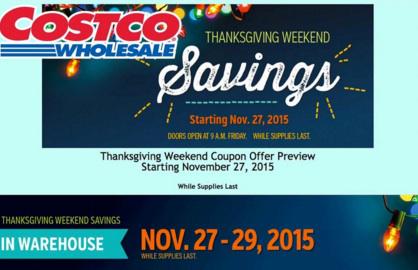 COSTCO
WHOLESALE
THANKSGIVING WEEKEND
Savings
Starting Nov. 27, 2015
DOORS OPEN AT 9 A.M. FRIDAY. WHILE SUPPLIES LAST.
Thanksgiving Weekend Coupon Offer Preview
Starting November 27, 2015
While Supplies Last
THANKSGIVING WEEKEND SAVINGS
IN WAREHOUSE
NOV. 27 - 29, 2015
WHILE SUPPLIES LAST.